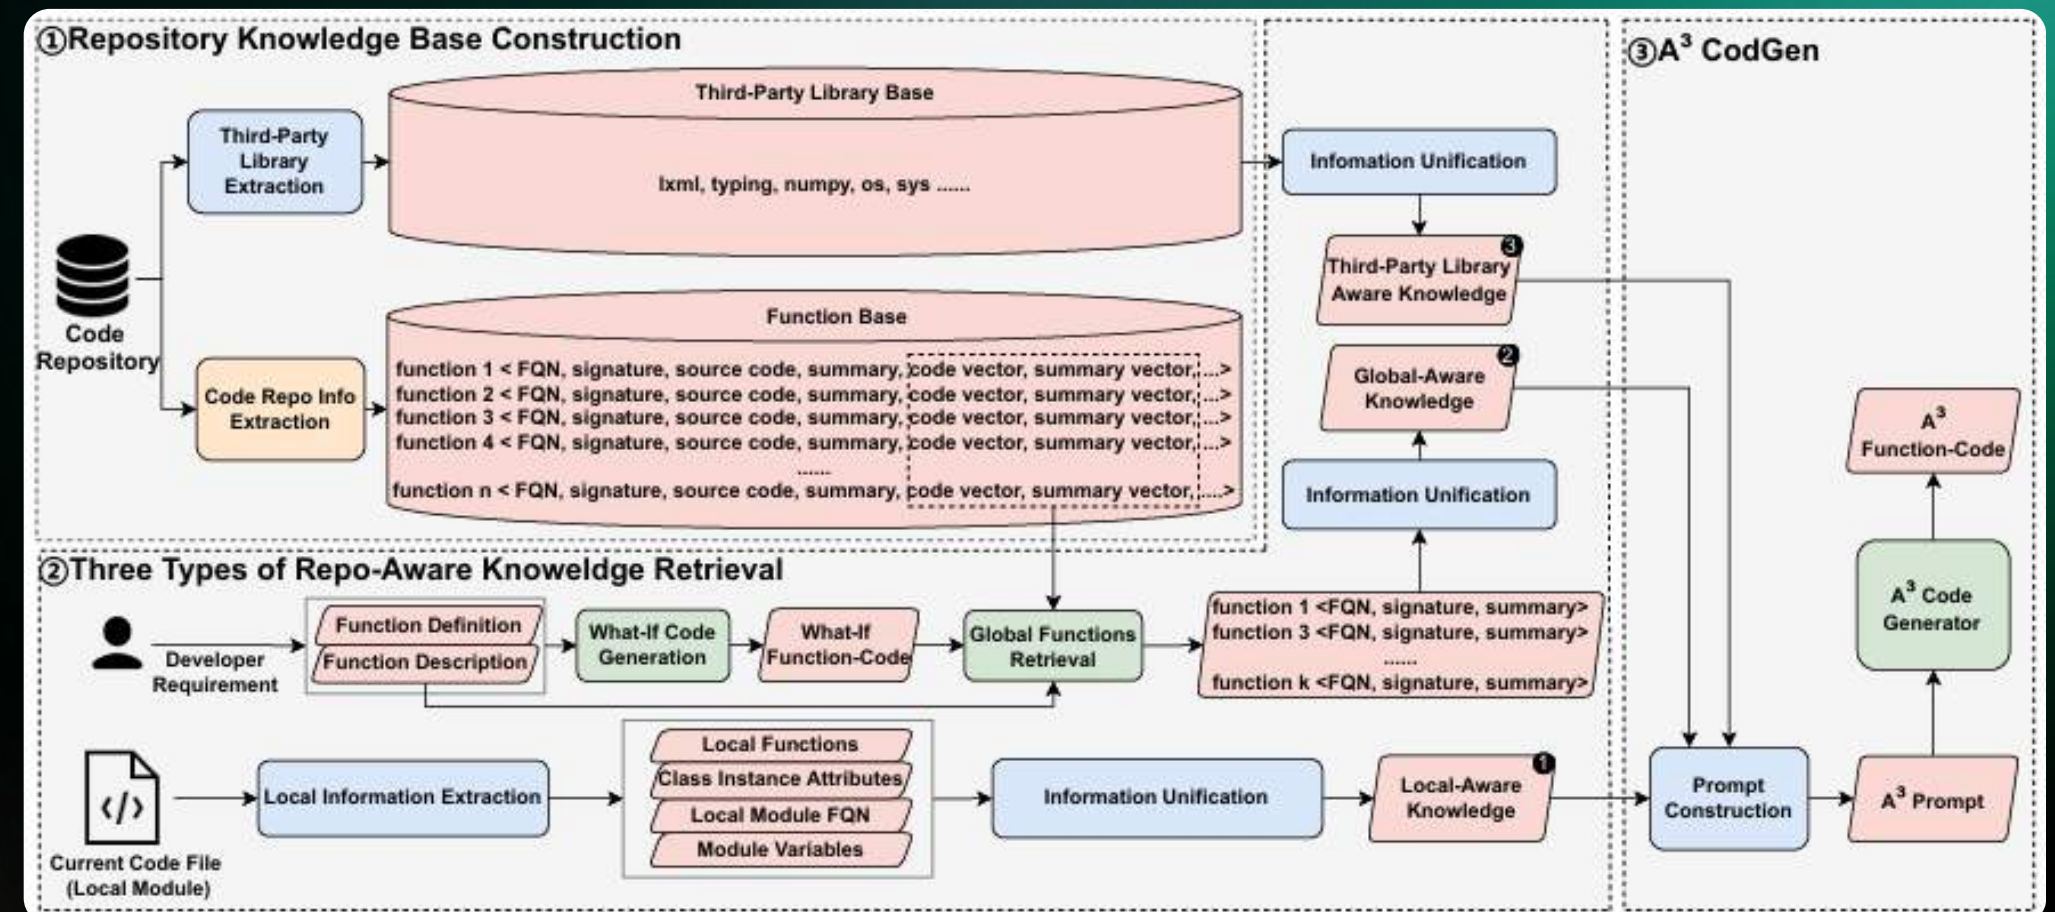 ①Repository Knowledge Base Construction
Third-Party Library Base
Third-Party
Library
Extraction
lxml, typing, numpy, os, sys ......
Code
Repository
Code Repo Info
Extraction
Function Base
function 1 < FQN, signature, source code, summary, code vector, summary vector, ...>
function 2 < FQN, signature, source code, summary, code vector, summary vector, ...>
function 3 < FQN, signature, source code, summary, code vector, summary vector, ...>
function 4 < FQN, signature, source code, summary, code vector, summary vector, ...>
......
function n < FQN, signature, source code, summary, code vector, summary vector, ....>
Infomation Unification
3
Third-Party Library
Aware Knowledge
2
Global-Aware
Knowledge
Information Unification
②Three Types of Repo-Aware Knoweldge Retrieval
Developer
Requirement
Function Definition
Function Description
What-If Code
Generation
What-If
Function-Code
Global Functions
Retrieval
function 1 <FQN, signature, summary>
function 3 <FQN, signature, summary>
......
function k <FQN, signature, summary>
</>
Current Code File
(Local Module)
Local Information Extraction
Local Functions
Class Instance Attributes
Local Module FQN
Module Variables
Information Unification
1
Local-Aware
Knowledge
③A³ CodGen
Prompt
Construction
A³ Prompt
A³ Code
Generator
A³
Function-Code